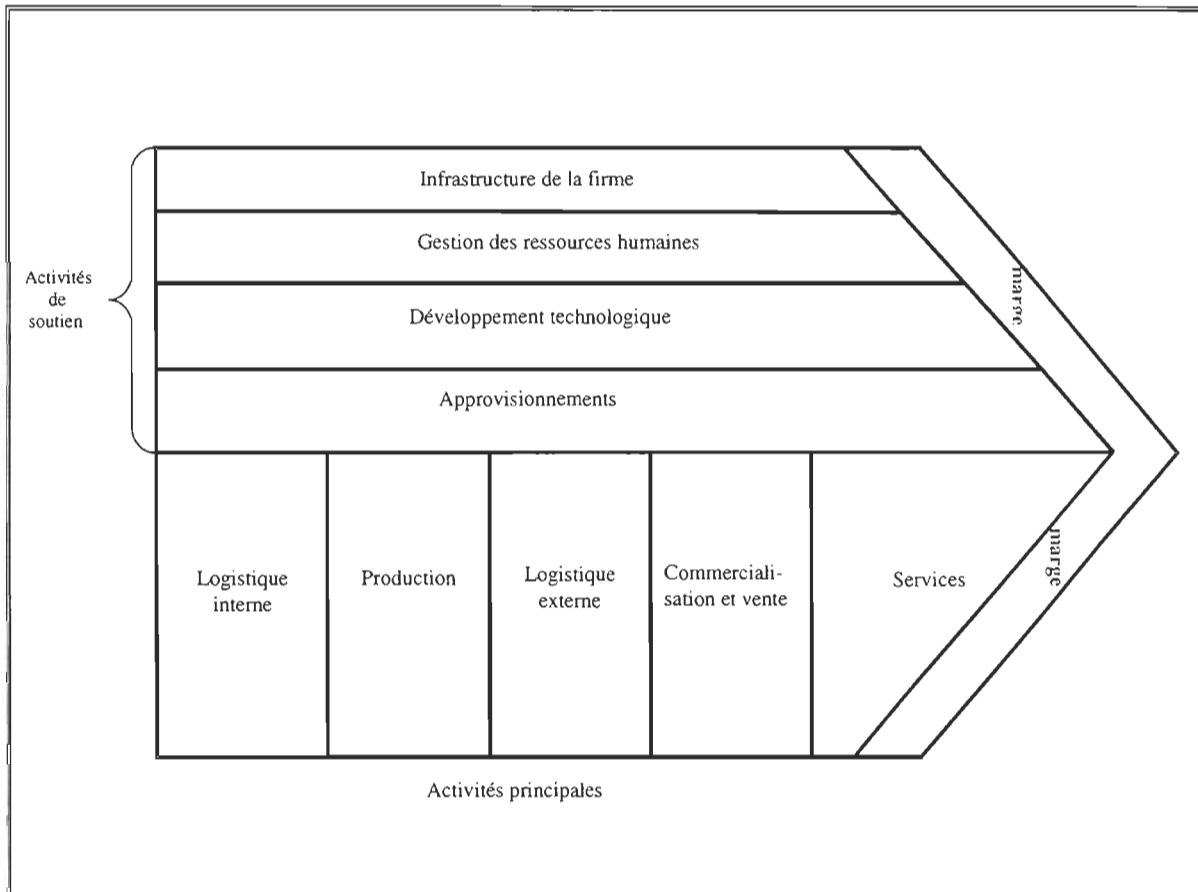 Infrastructure de la firme
Gestion des ressources humaines
Activités
de
soutien
Développement technologique
Approvisionnements
marge
Logistique
interne
Production
Logistique
externe
Commerciali-
sation et vente
Services
marge
Activités principales